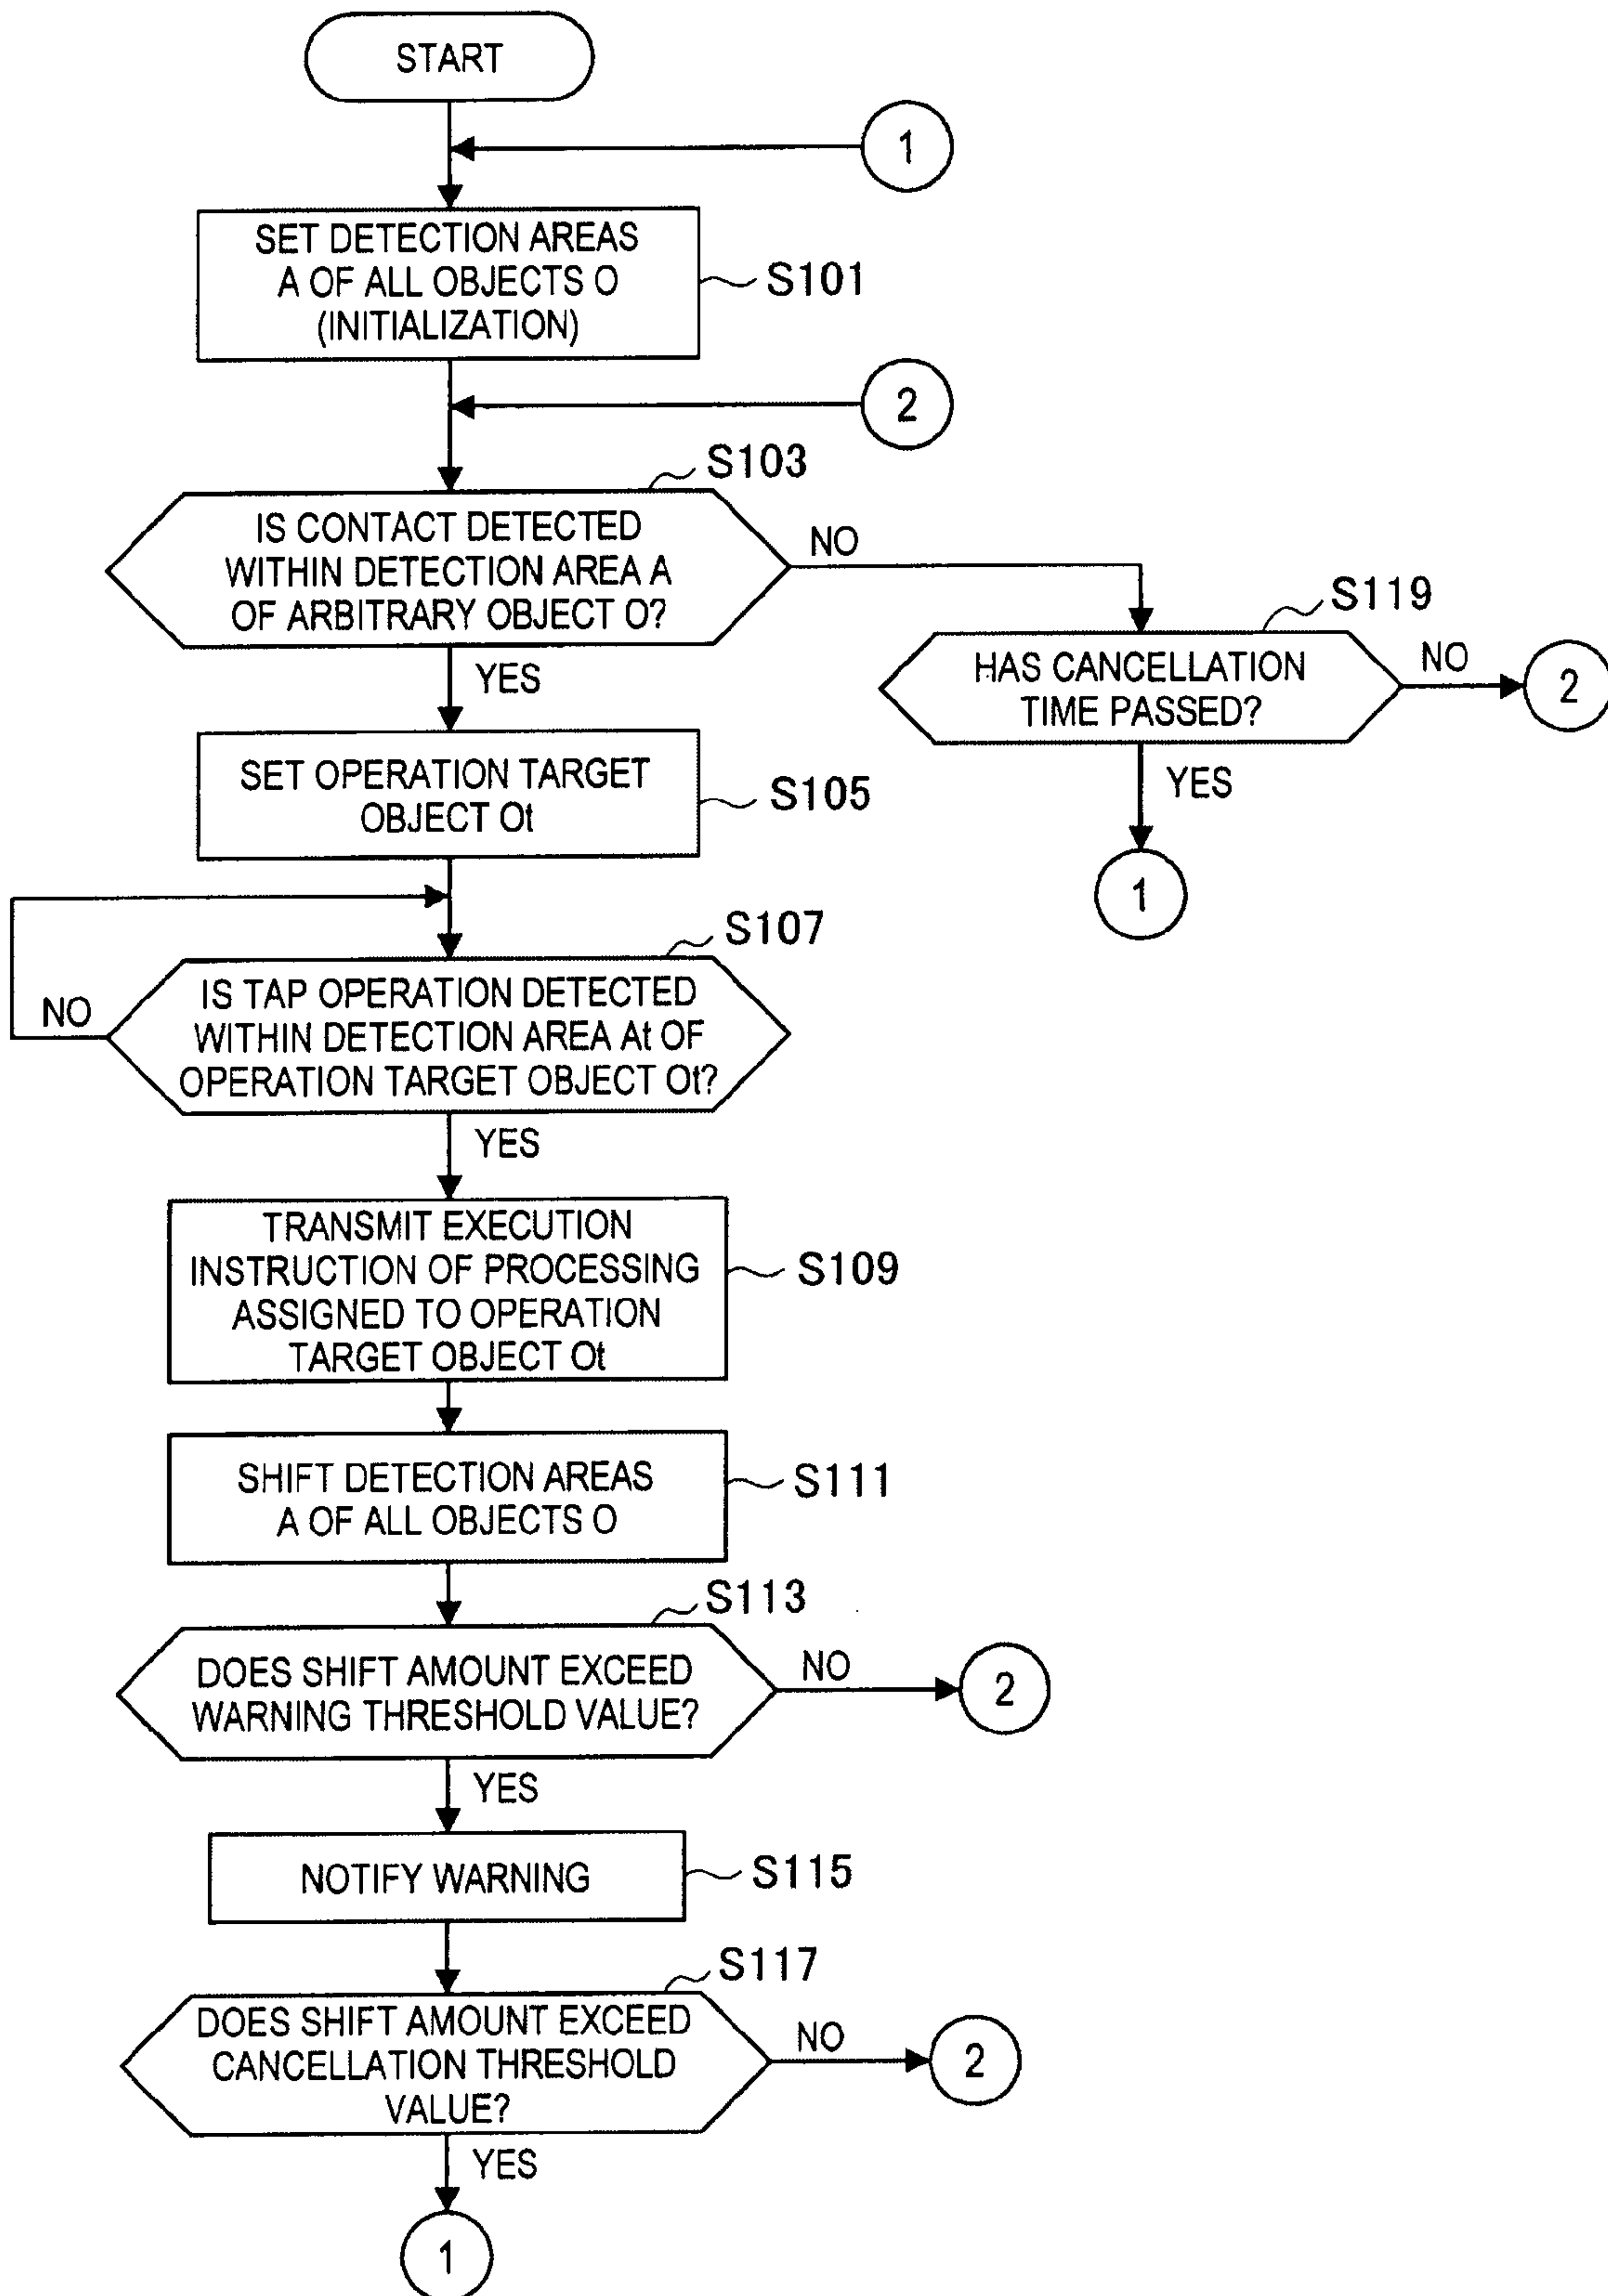 START
1
SET DETECTION AREAS
A OF ALL OBJECTS O
(INITIALIZATION)
S101
2
S103
IS CONTACT DETECTED
WITHIN DETECTION AREA A
OF ARBITRARY OBJECT O?
NO
S119
HAS CANCELLATION
TIME PASSED?
NO
2
YES
1
YES
SET OPERATION TARGET
OBJECT Ot
S105
S107
IS TAP OPERATION DETECTED
WITHIN DETECTION AREA At OF
OPERATION TARGET OBJECT Ot?
NO
YES
TRANSMIT EXECUTION
INSTRUCTION OF PROCESSING
ASSIGNED TO OPERATION
TARGET OBJECT Ot
S109
SHIFT DETECTION AREAS
A OF ALL OBJECTS O
S111
S113
DOES SHIFT AMOUNT EXCEED
WARNING THRESHOLD VALUE?
NO
2
YES
NOTIFY WARNING
S115
S117
DOES SHIFT AMOUNT EXCEED
CANCELLATION THRESHOLD
VALUE?
NO
2
YES
1